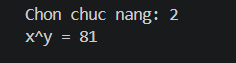 Chon chuc nang: 2
x^y = 81